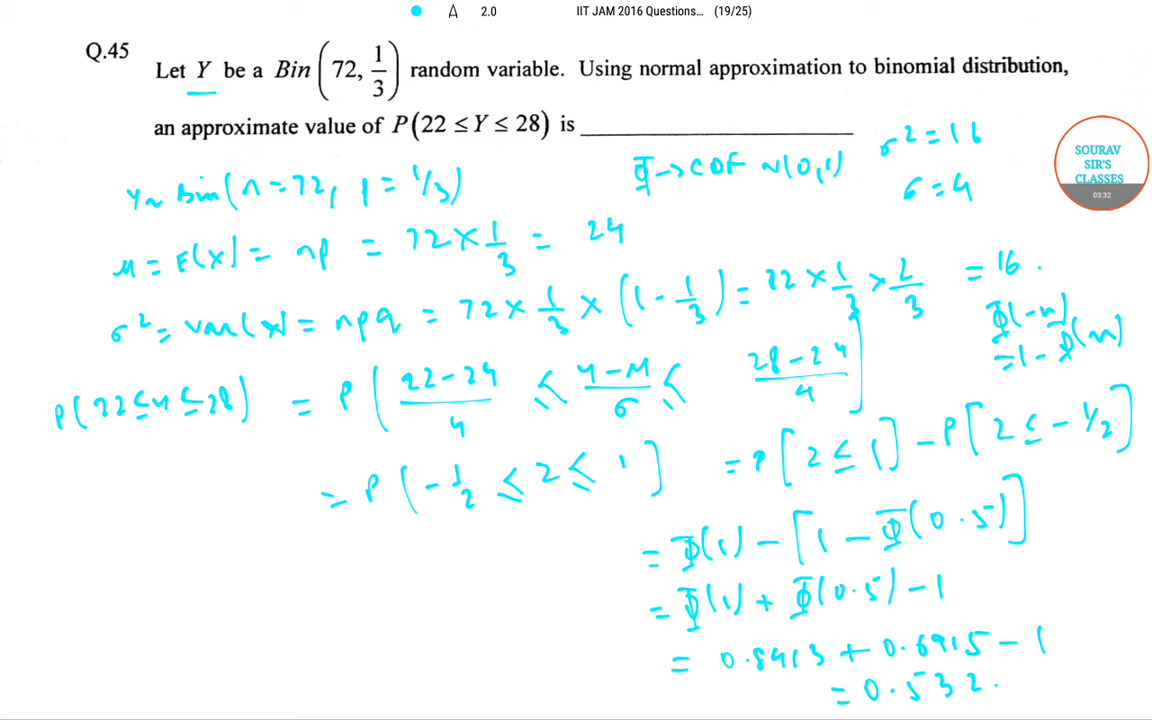 A 2.0 IIT JAM 2016 Questions... (19/25)
Q.45
Let Y be a Bin(72, 1/3) random variable. Using normal approximation to binomial distribution,
an approximate value of P(22 ≤ Y ≤ 28) is ____________
SOURAV
SIR'S
CLASSES
03:32
σ² = 16
σ = 4
Φ → CDF N(0,1)
Y ~ Bin(n = 72, p = 1/3)
μ = E(X) = np = 72 × 1/3 = 24
σ² = var(x) = npq = 72 × 1/3 × (1 - 1/3) = 72 × 1/3 × 2/3 = 16.
Φ(-x)
= 1 - Φ(x)
P(22 ≤ Y ≤ 28) = P(22-24/4 ≤ Y-μ/σ ≤ 28-24/4]
= P(-1/2 ≤ Z ≤ 1] = P[Z ≤ 1] - P[Z ≤ -1/2]
= Φ(1) - [1 - Φ(0.5)]
= Φ(1) + Φ(0.5) - 1
= 0.8413 + 0.6915 - 1
= 0.532.